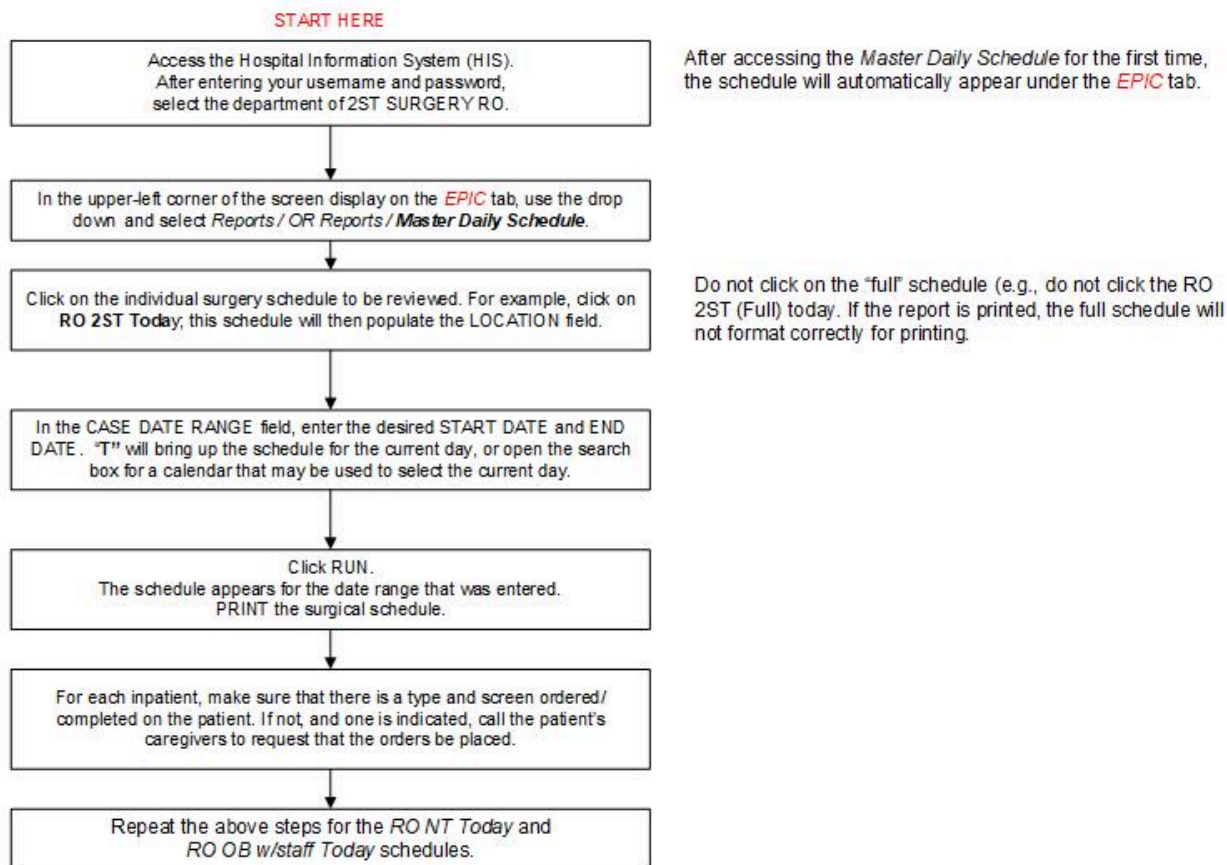 START HERE
Access the Hospital Information System (HIS).
After entering your username and password,
select the department of 2ST SURGERY RO.
After accessing the Master Daily Schedule for the first time,
the schedule will automatically appear under the EPIC tab.
In the upper-left corner of the screen display on the EPIC tab, use the drop
down and select Reports / OR Reports / Master Daily Schedule.
Click on the individual surgery schedule to be reviewed. For example, click on
RO 2ST Today; this schedule will then populate the LOCATION field.
Do not click on the “full” schedule (e.g., do not click the RO
2ST (Full) today. If the report is printed, the full schedule will
not format correctly for printing.
In the CASE DATE RANGE field, enter the desired START DATE and END
DATE. “T” will bring up the schedule for the current day, or open the search
box for a calendar that may be used to select the current day.
Click RUN.
The schedule appears for the date range that was entered.
PRINT the surgical schedule.
For each inpatient, make sure that there is a type and screen ordered/
completed on the patient. If not, and one is indicated, call the patient’s
caregivers to request that the orders be placed.
Repeat the above steps for the RO NT Today and
RO OB w/staff Today schedules.